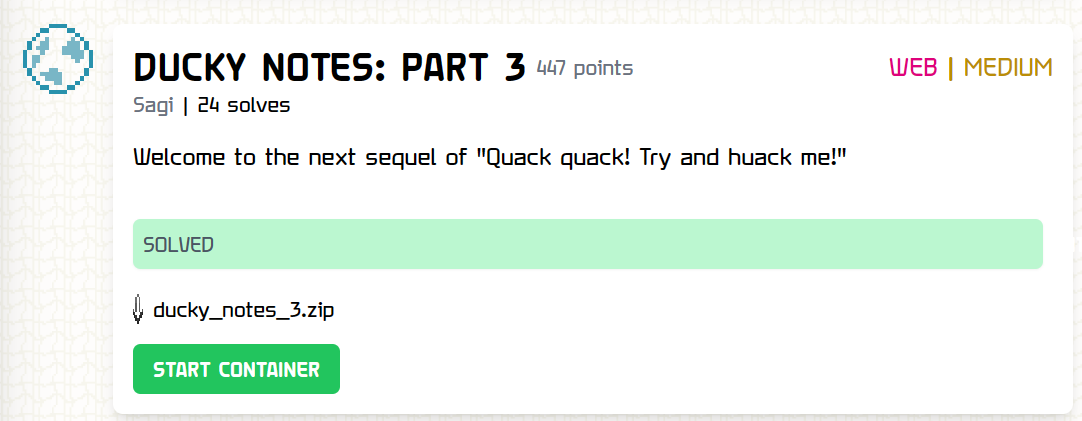 DUCKY NOTES: PART 3 447 points WEB | MEDIUM
Sagi | 24 solves
Welcome to the next sequel of "Quack quack! Try and huack me!"
SOLVED
ducky_notes_3.zip
START CONTAINER